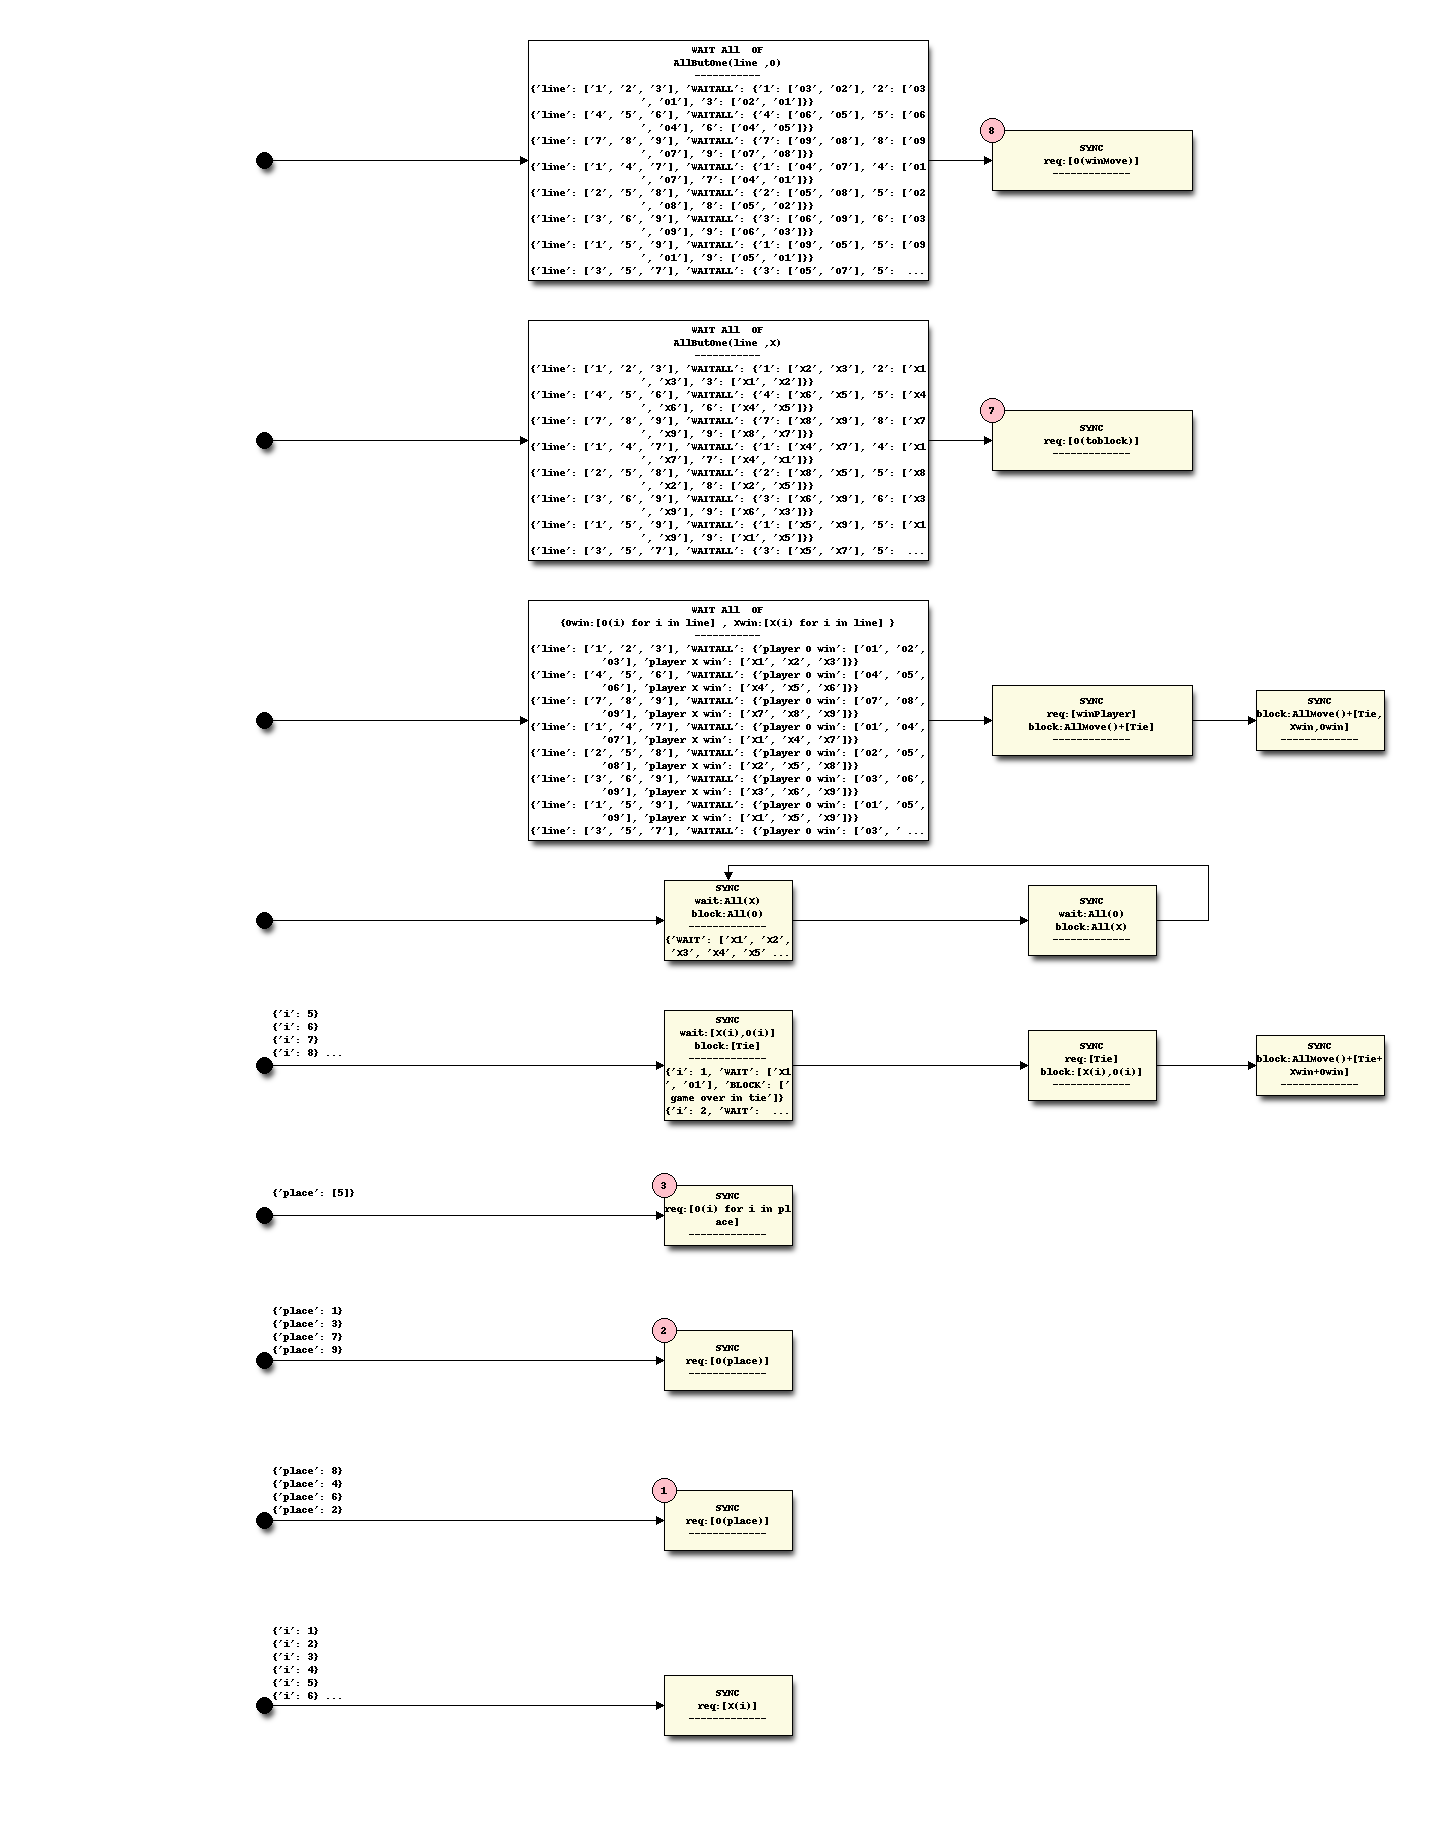 WAIT All  OF
AllButOne(line ,O)
-----------
{'line': ['1', '2', '3'], 'WAITALL': {'1': ['O3', 'O2'], '2': ['O3
', 'O1'], '3': ['O2', 'O1']}}
{'line': ['4', '5', '6'], 'WAITALL': {'4': ['O6', 'O5'], '5': ['O6
', 'O4'], '6': ['O4', 'O5']}}
{'line': ['7', '8', '9'], 'WAITALL': {'7': ['O9', 'O8'], '8': ['O9
', 'O7'], '9': ['O7', 'O8']}}
{'line': ['1', '4', '7'], 'WAITALL': {'1': ['O4', 'O7'], '4': ['O1
', 'O7'], '7': ['O4', 'O1']}}
{'line': ['2', '5', '8'], 'WAITALL': {'2': ['O5', 'O8'], '5': ['O2
', 'O8'], '8': ['O5', 'O2']}}
{'line': ['3', '6', '9'], 'WAITALL': {'3': ['O6', 'O9'], '6': ['O3
', 'O9'], '9': ['O6', 'O3']}}
{'line': ['1', '5', '9'], 'WAITALL': {'1': ['O9', 'O5'], '5': ['O9
', 'O1'], '9': ['O5', 'O1']}}
{'line': ['3', '5', '7'], 'WAITALL': {'3': ['O5', 'O7'], '5':  ...
8
SYNC
req:[O(winMove)]
-------------
WAIT All  OF
AllButOne(line ,X)
-----------
{'line': ['1', '2', '3'], 'WAITALL': {'1': ['X2', 'X3'], '2': ['X1
', 'X3'], '3': ['X1', 'X2']}}
{'line': ['4', '5', '6'], 'WAITALL': {'4': ['X6', 'X5'], '5': ['X4
', 'X6'], '6': ['X4', 'X5']}}
{'line': ['7', '8', '9'], 'WAITALL': {'7': ['X8', 'X9'], '8': ['X7
', 'X9'], '9': ['X8', 'X7']}}
{'line': ['1', '4', '7'], 'WAITALL': {'1': ['X4', 'X7'], '4': ['X1
', 'X7'], '7': ['X4', 'X1']}}
{'line': ['2', '5', '8'], 'WAITALL': {'2': ['X8', 'X5'], '5': ['X8
', 'X2'], '8': ['X2', 'X5']}}
{'line': ['3', '6', '9'], 'WAITALL': {'3': ['X6', 'X9'], '6': ['X3
', 'X9'], '9': ['X6', 'X3']}}
{'line': ['1', '5', '9'], 'WAITALL': {'1': ['X5', 'X9'], '5': ['X1
', 'X9'], '9': ['X1', 'X5']}}
{'line': ['3', '5', '7'], 'WAITALL': {'3': ['X5', 'X7'], '5':  ...
7
SYNC
req:[O(toblock)]
-------------
WAIT All  OF
{Owin:[O(i) for i in line] , Xwin:[X(i) for i in line] }
-----------
{'line': ['1', '2', '3'], 'WAITALL': {'player O win': ['O1', 'O2',
'O3'], 'player X win': ['X1', 'X2', 'X3']}}
{'line': ['4', '5', '6'], 'WAITALL': {'player O win': ['O4', 'O5',
'O6'], 'player X win': ['X4', 'X5', 'X6']}}
{'line': ['7', '8', '9'], 'WAITALL': {'player O win': ['O7', 'O8',
'O9'], 'player X win': ['X7', 'X8', 'X9']}}
{'line': ['1', '4', '7'], 'WAITALL': {'player O win': ['O1', 'O4',
'O7'], 'player X win': ['X1', 'X4', 'X7']}}
{'line': ['2', '5', '8'], 'WAITALL': {'player O win': ['O2', 'O5',
'O8'], 'player X win': ['X2', 'X5', 'X8']}}
{'line': ['3', '6', '9'], 'WAITALL': {'player O win': ['O3', 'O6',
'O9'], 'player X win': ['X3', 'X6', 'X9']}}
{'line': ['1', '5', '9'], 'WAITALL': {'player O win': ['O1', 'O5',
'O9'], 'player X win': ['X1', 'X5', 'X9']}}
{'line': ['3', '5', '7'], 'WAITALL': {'player O win': ['O3', ' ...
SYNC
req:[winPlayer]
block:AllMove()+[Tie]
-------------
SYNC
block:AllMove()+[Tie,
Xwin,Owin]
-------------
SYNC
wait:All(X)
block:All(O)
-------------
{'WAIT': ['X1', 'X2',
'X3', 'X4', 'X5' ...
SYNC
wait:All(O)
block:All(X)
-------------
{'i': 5}
{'i': 6}
{'i': 7}
{'i': 8} ...
SYNC
wait:[X(i),O(i)]
block:[Tie]
-------------
{'i': 1, 'WAIT': ['X1
', 'O1'], 'BLOCK': ['
game over in tie']}
{'i': 2, 'WAIT':  ...
SYNC
req:[Tie]
block:[X(i),O(i)]
-------------
SYNC
block:AllMove()+[Tie+
Xwin+Owin]
-------------
{'place': [5]}
3
SYNC
req:[O(i) for i in pl
ace]
-------------
{'place': 1}
{'place': 3}
{'place': 7}
{'place': 9}
2
SYNC
req:[O(place)]
-------------
{'place': 8}
{'place': 4}
{'place': 6}
{'place': 2}
1
SYNC
req:[O(place)]
-------------
{'i': 1}
{'i': 2}
{'i': 3}
{'i': 4}
{'i': 5}
{'i': 6} ...
SYNC
req:[X(i)]
-------------